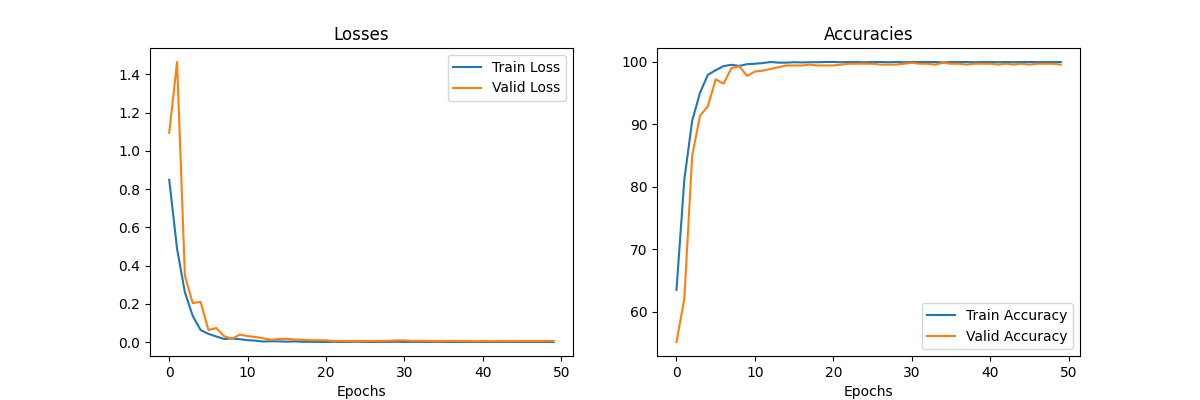 Losses
1.4
1.2
1.0
0.8
0.6
0.4
0.2
0.0
Train Loss
Valid Loss
0 10 20 30 40 50
Epochs
Accuracies
100
90
80
70
60
Train Accuracy
Valid Accuracy
0 10 20 30 40 50
Epochs